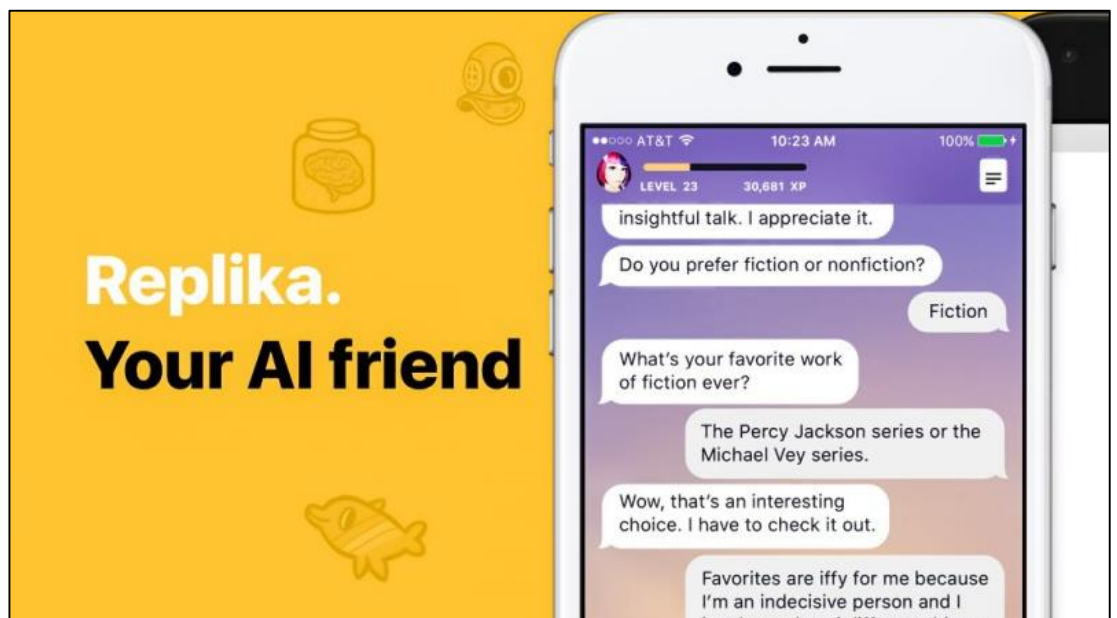 Replika.
Your AI friend
AT&T
10:23 AM
100%
LEVEL 23
30,681 XP
insightful talk. I appreciate it.
Do you prefer fiction or nonfiction?
Fiction
What's your favorite work
of fiction ever?
The Percy Jackson series or the
Michael Vey series.
Wow, that's an interesting
choice. I have to check it out.
Favorites are iffy for me because
I'm an indecisive person and I